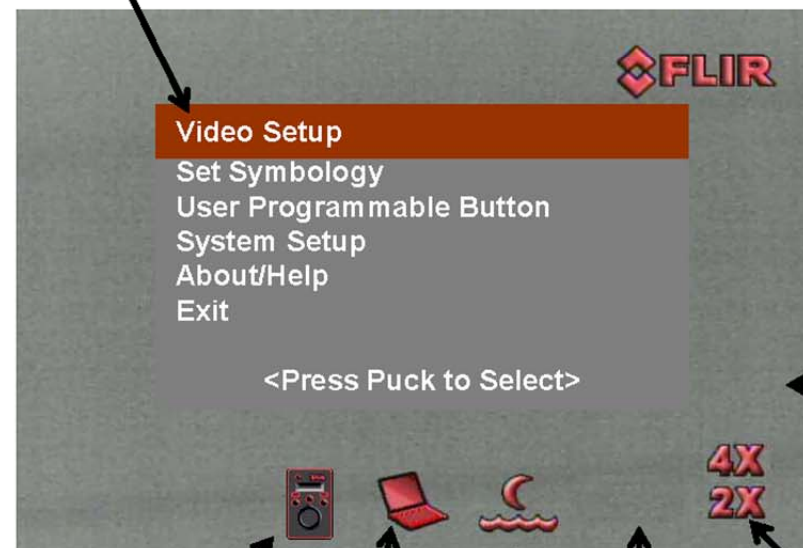 FLIR
Video Setup
Set Symbology
User Programmable Button
System Setup
About/Help
Exit
<Press Puck to Select>
4X
2X